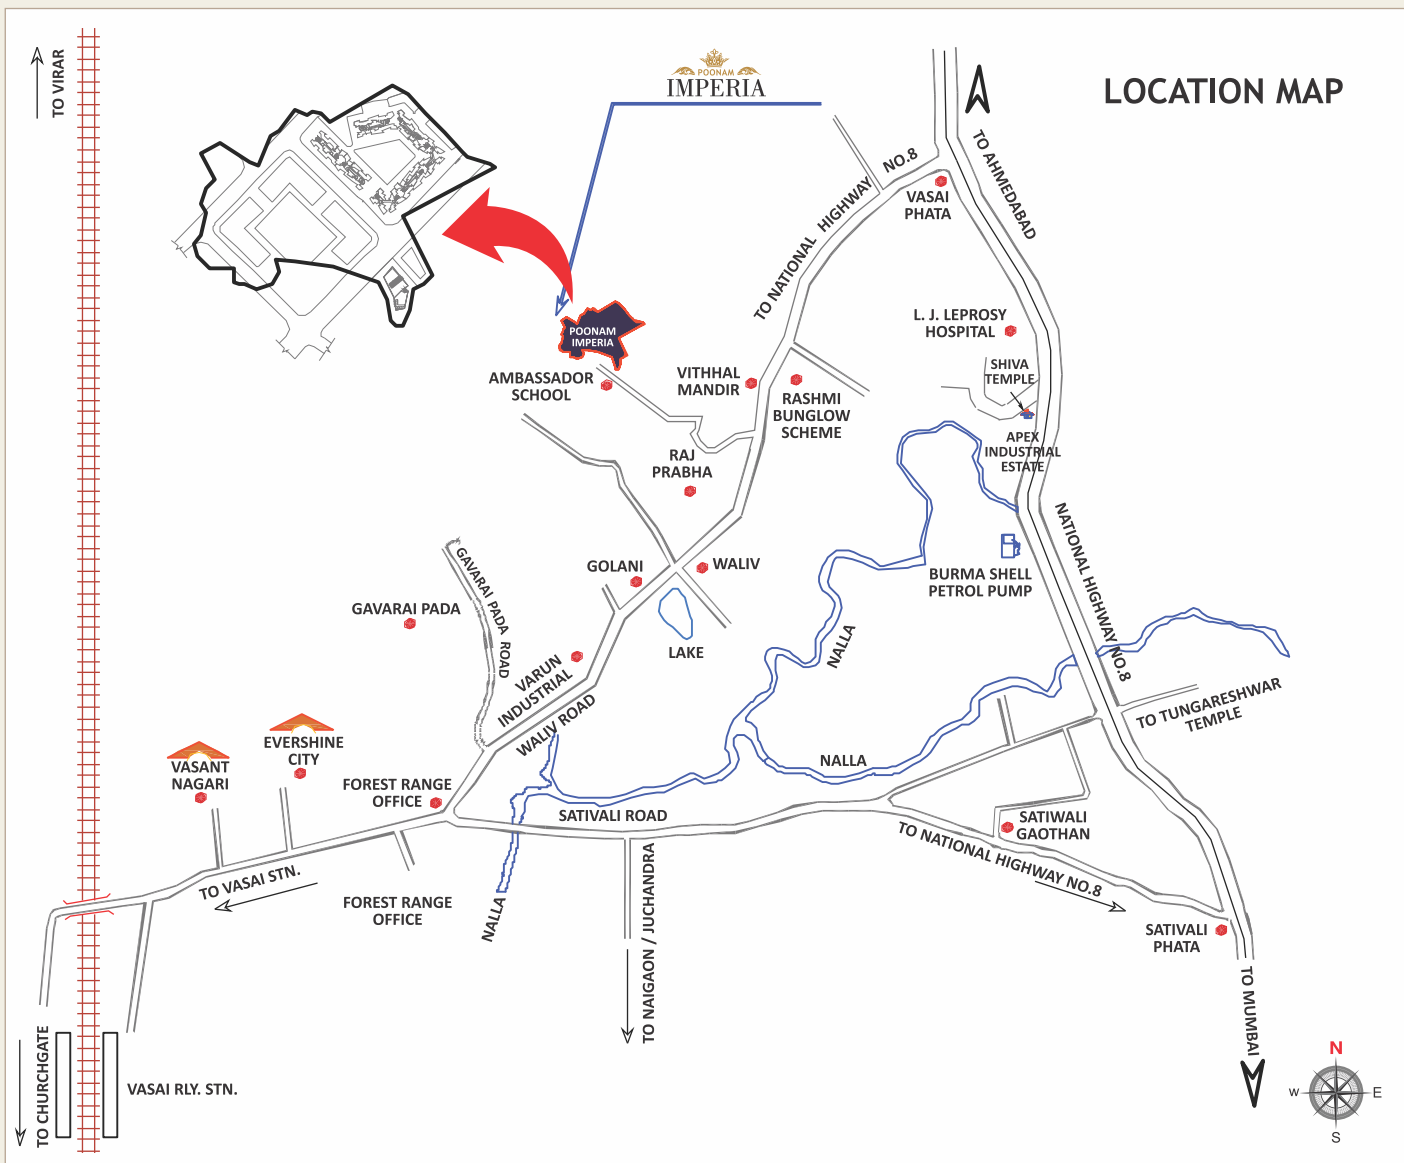 LOCATION MAP
POONAM
IMPERIA
TO VIRAR
TO AHMEDABAD
TO NATIONAL HIGHWAY NO.8
VASAI
PHATA
L. J. LEPROSY
HOSPITAL
SHIVA
TEMPLE
POONAM
IMPERIA
AMBASSADOR
SCHOOL
VITHHAL
MANDIR
RASHMI
BUNGLOW
SCHEME
APEX
INDUSTRIAL
ESTATE
RAJ
PRABHA
NATIONAL HIGHWAY NO.8
GOLANI
WALIV
BURMA SHELL
PETROL PUMP
GAVARAI PADA ROAD
GAVARAI PADA
LAKE
NALLA
VARUN
INDUSTRIAL
WALIV ROAD
TO TUNGARESHWAR
TEMPLE
EVERSHINE
CITY
VASANT
NAGARI
NALLA
FOREST RANGE
OFFICE
SATIVALI ROAD
SATIWALI
GAOTHAN
TO NATIONAL HIGHWAY NO.8
TO VASAI STN.
FOREST RANGE
OFFICE
NALLA
TO NAIGAON / JUCHANDRA
SATIVALI
PHATA
TO MUMBAI
TO CHURCHGATE
VASAI RLY. STN.
N
W
E
S